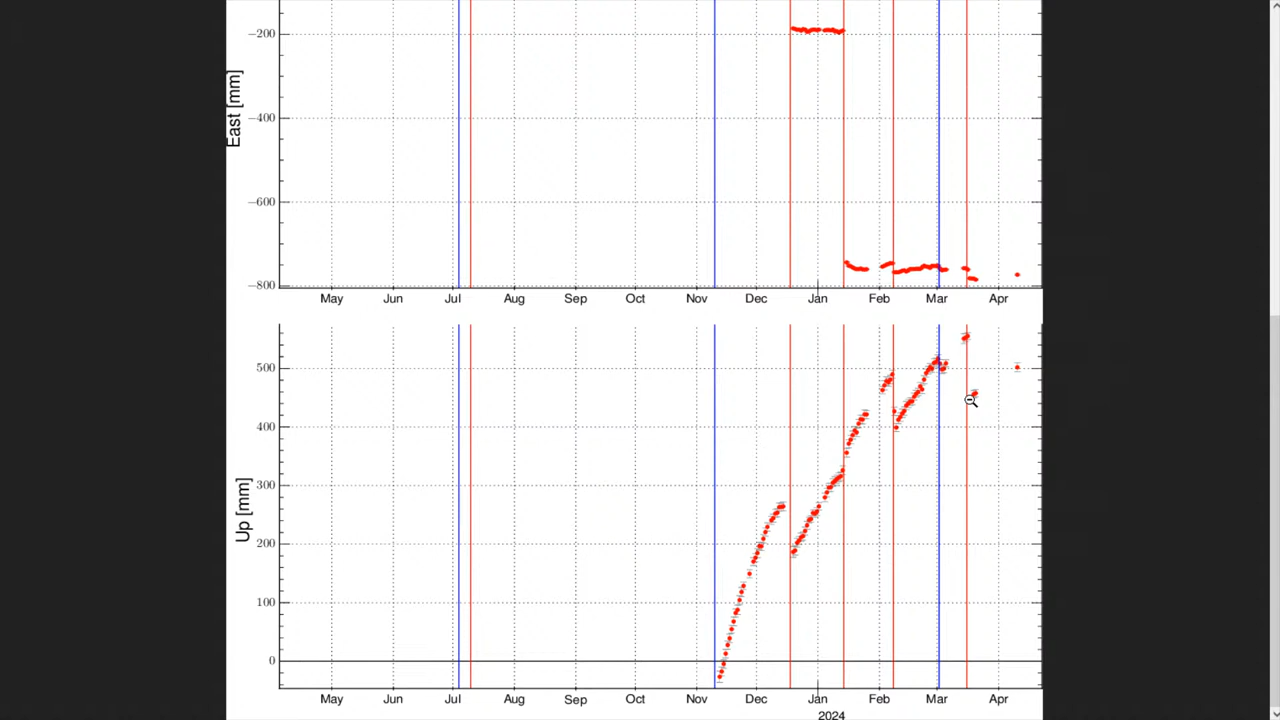 East [mm]
−200
−400
−600
−800
May Jun Jul Aug Sep Oct Nov Dec Jan Feb Mar Apr
Up [mm]
500
400
300
200
100
0
May Jun Jul Aug Sep Oct Nov Dec Jan Feb Mar Apr
2024